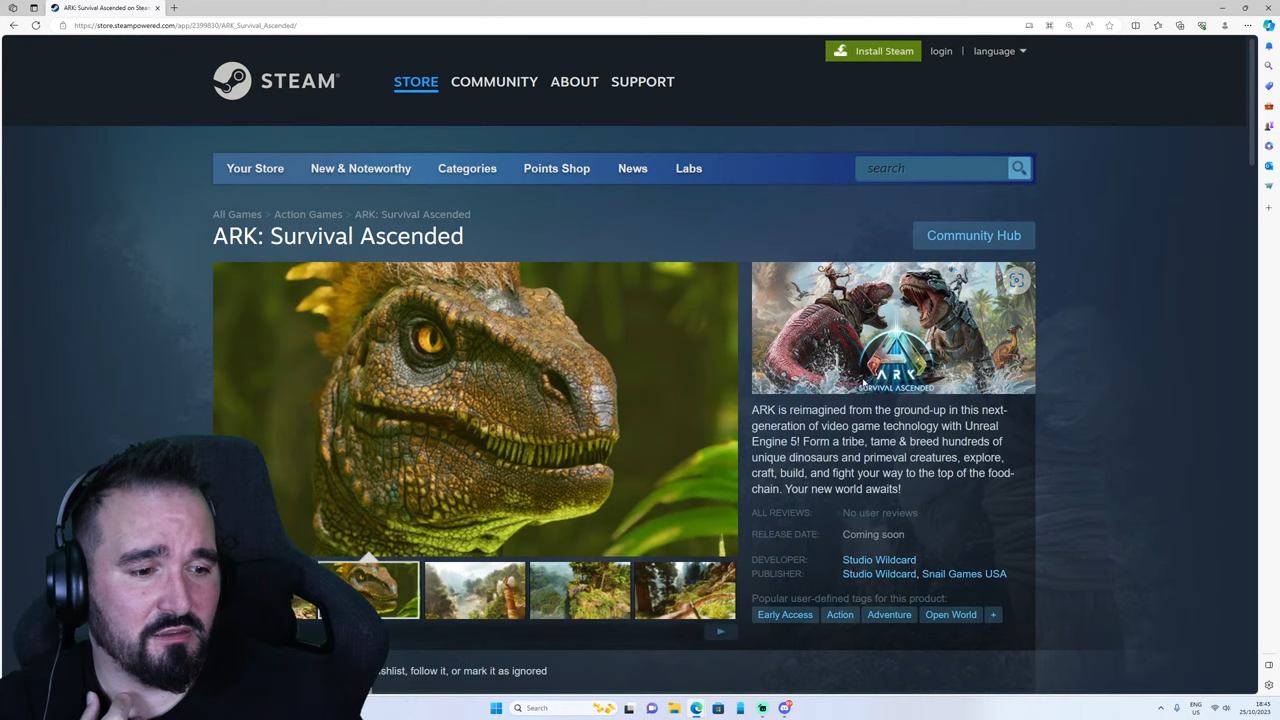 ARK: Survival Ascended on Steam
https://store.steampowered.com/app/2399830/ARK_Survival_Ascended/
Install Steam
login
language
STEAM
STORE
COMMUNITY
ABOUT
SUPPORT
Your Store
New & Noteworthy
Categories
Points Shop
News
Labs
search
All Games > Action Games > ARK: Survival Ascended
ARK: Survival Ascended
Community Hub
ARK
SURVIVAL ASCENDED
ARK is reimagined from the ground-up in this next-
generation of video game technology with Unreal
Engine 5! Form a tribe, tame & breed hundreds of
unique dinosaurs and primeval creatures, explore,
craft, build, and fight your way to the top of the food-
chain. Your new world awaits!
ALL REVIEWS: No user reviews
RELEASE DATE: Coming soon
DEVELOPER: Studio Wildcard
PUBLISHER: Studio Wildcard, Snail Games USA
Popular user-defined tags for this product:
Early Access
Action
Adventure
Open World
+
shlist, follow it, or mark it as ignored
Search
ENG
US
18:45
25/10/2023